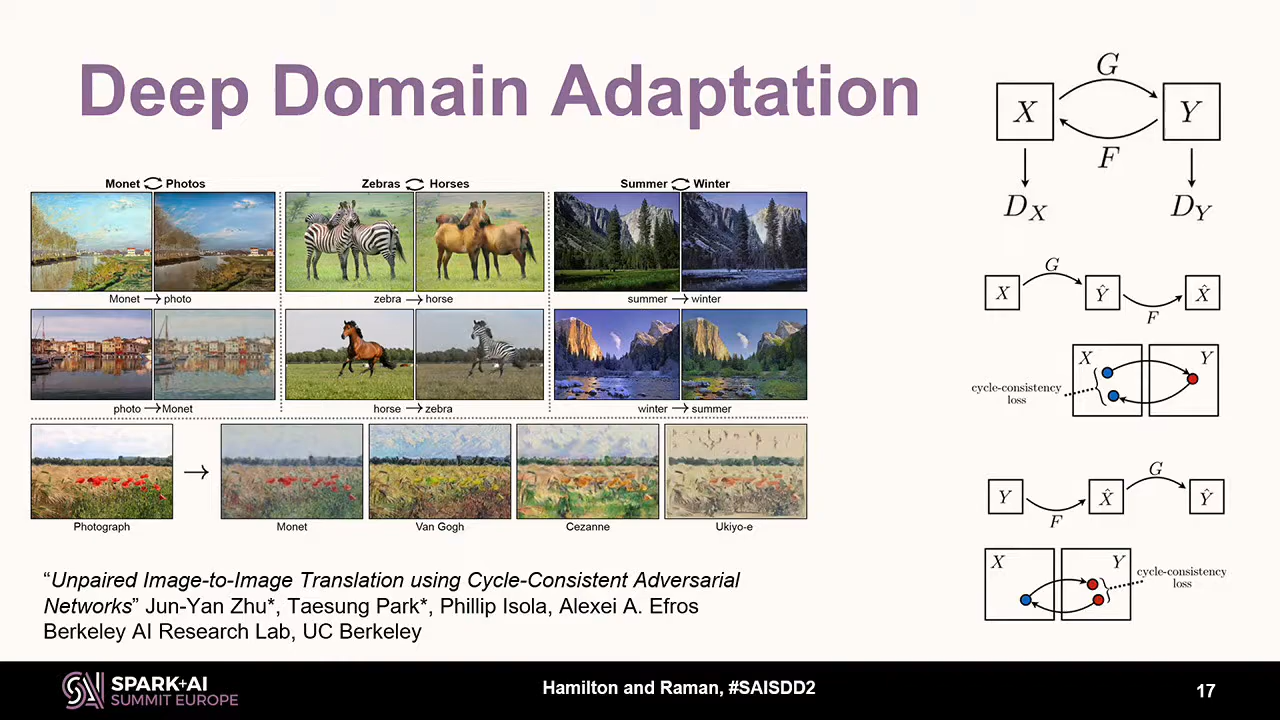 Deep Domain Adaptation
Monet Photos
Zebras Horses
Summer Winter
Monet → photo
zebra → horse
summer → winter
photo → Monet
horse → zebra
winter → summer
→
Photograph
Monet
Van Gogh
Cezanne
Ukiyo-e
G
X
Y
F
D_X
D_Y
G
X
Ŷ
X̂
F
X
Y
cycle-consistency
loss
G
Y
X̂
Ŷ
F
X
Y
cycle-consistency
loss
“Unpaired Image-to-Image Translation using Cycle-Consistent Adversarial
Networks” Jun-Yan Zhu*, Taesung Park*, Phillip Isola, Alexei A. Efros
Berkeley AI Research Lab, UC Berkeley
SPARK+AI
SUMMIT EUROPE
Hamilton and Raman, #SAISDD2
17